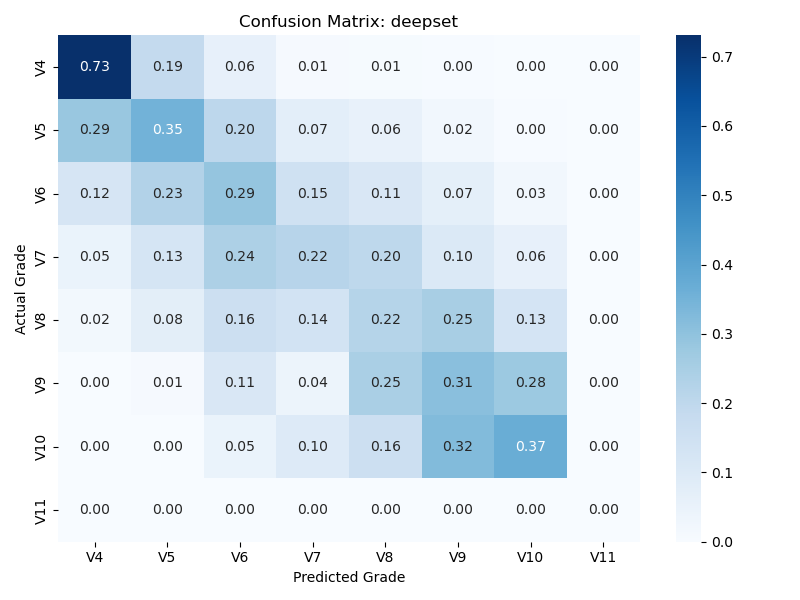 Confusion Matrix: deepset
V4 0.73 0.19 0.06 0.01 0.01 0.00 0.00 0.00
V5 0.29 0.35 0.20 0.07 0.06 0.02 0.00 0.00
V6 0.12 0.23 0.29 0.15 0.11 0.07 0.03 0.00
V7 0.05 0.13 0.24 0.22 0.20 0.10 0.06 0.00
V8 0.02 0.08 0.16 0.14 0.22 0.25 0.13 0.00
V9 0.00 0.01 0.11 0.04 0.25 0.31 0.28 0.00
V10 0.00 0.00 0.05 0.10 0.16 0.32 0.37 0.00
V11 0.00 0.00 0.00 0.00 0.00 0.00 0.00 0.00
V4 V5 V6 V7 V8 V9 V10 V11
Predicted Grade
Actual Grade
0.7
0.6
0.5
0.4
0.3
0.2
0.1
0.0